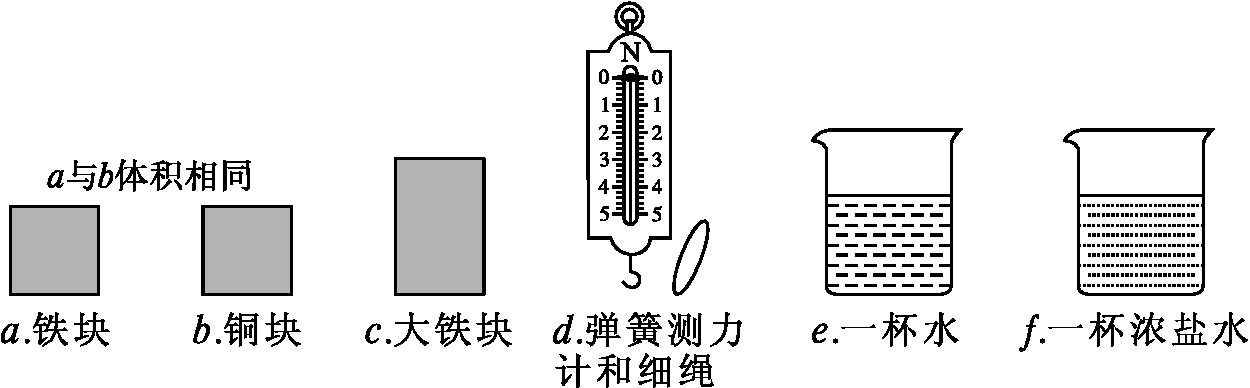 a与b体积相同
N
0 0
1 1
2 2
3 3
4 4
5 5
a.铁块
b.铜块
c.大铁块
d.弹簧测力
计和细绳
e.一杯水
f.一杯浓盐水